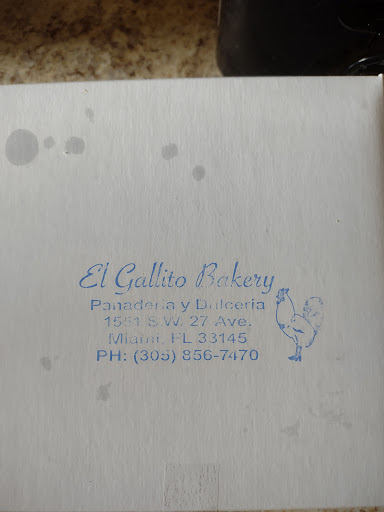 El Gallito Bakery
Panaderia y Dulceria
1551 S.W. 27 Ave.
Miami, FL 33145
PH: (305) 856-7470